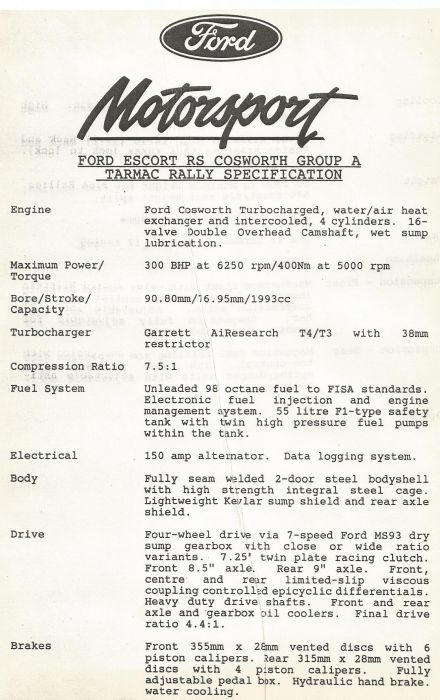 Ford
Motorsport
FORD ESCORT RS COSWORTH GROUP A
TARMAC RALLY SPECIFICATION
Engine Ford Cosworth Turbocharged, water/air heat
exchanger and intercooled, 4 cylinders. 16-
valve Double Overhead Camshaft, wet sump
lubrication.
Maximum Power/ 300 BHP at 6250 rpm/400Nm at 5000 rpm
Torque
Bore/Stroke/ 90.80mm/76.95mm/1993cc
Capacity
Turbocharger Garrett AiResearch T4/T3 with 38mm
restrictor
Compression Ratio 7.5:1
Fuel System Unleaded 98 octane fuel to FISA standards.
Electronic fuel injection and engine
management system. 55 litre F1-type safety
tank with twin high pressure fuel pumps
within the tank.
Electrical 150 amp alternator. Data logging system.
Body Fully seam welded 2-door steel bodyshell
with high strength integral steel cage.
Lightweight Kevlar sump shield and rear axle
shield.
Drive Four-wheel drive via 7-speed Ford MS93 dry
sump gearbox with close or wide ratio
variants. 7.25" twin plate racing clutch.
Front 8.5" axle. Rear 9" axle. Front,
centre and rear limited-slip viscous
coupling controlled epicyclic differentials.
Heavy duty drive shafts. Front and rear
axle and gearbox oil coolers. Final drive
ratio 4.4:1.
Brakes Front 355mm x 28mm vented discs with 6
piston calipers. Rear 315mm x 28mm vented
discs with 4 piston calipers. Fully
adjustable pedal box. Hydraulic hand brake.
water cooling.